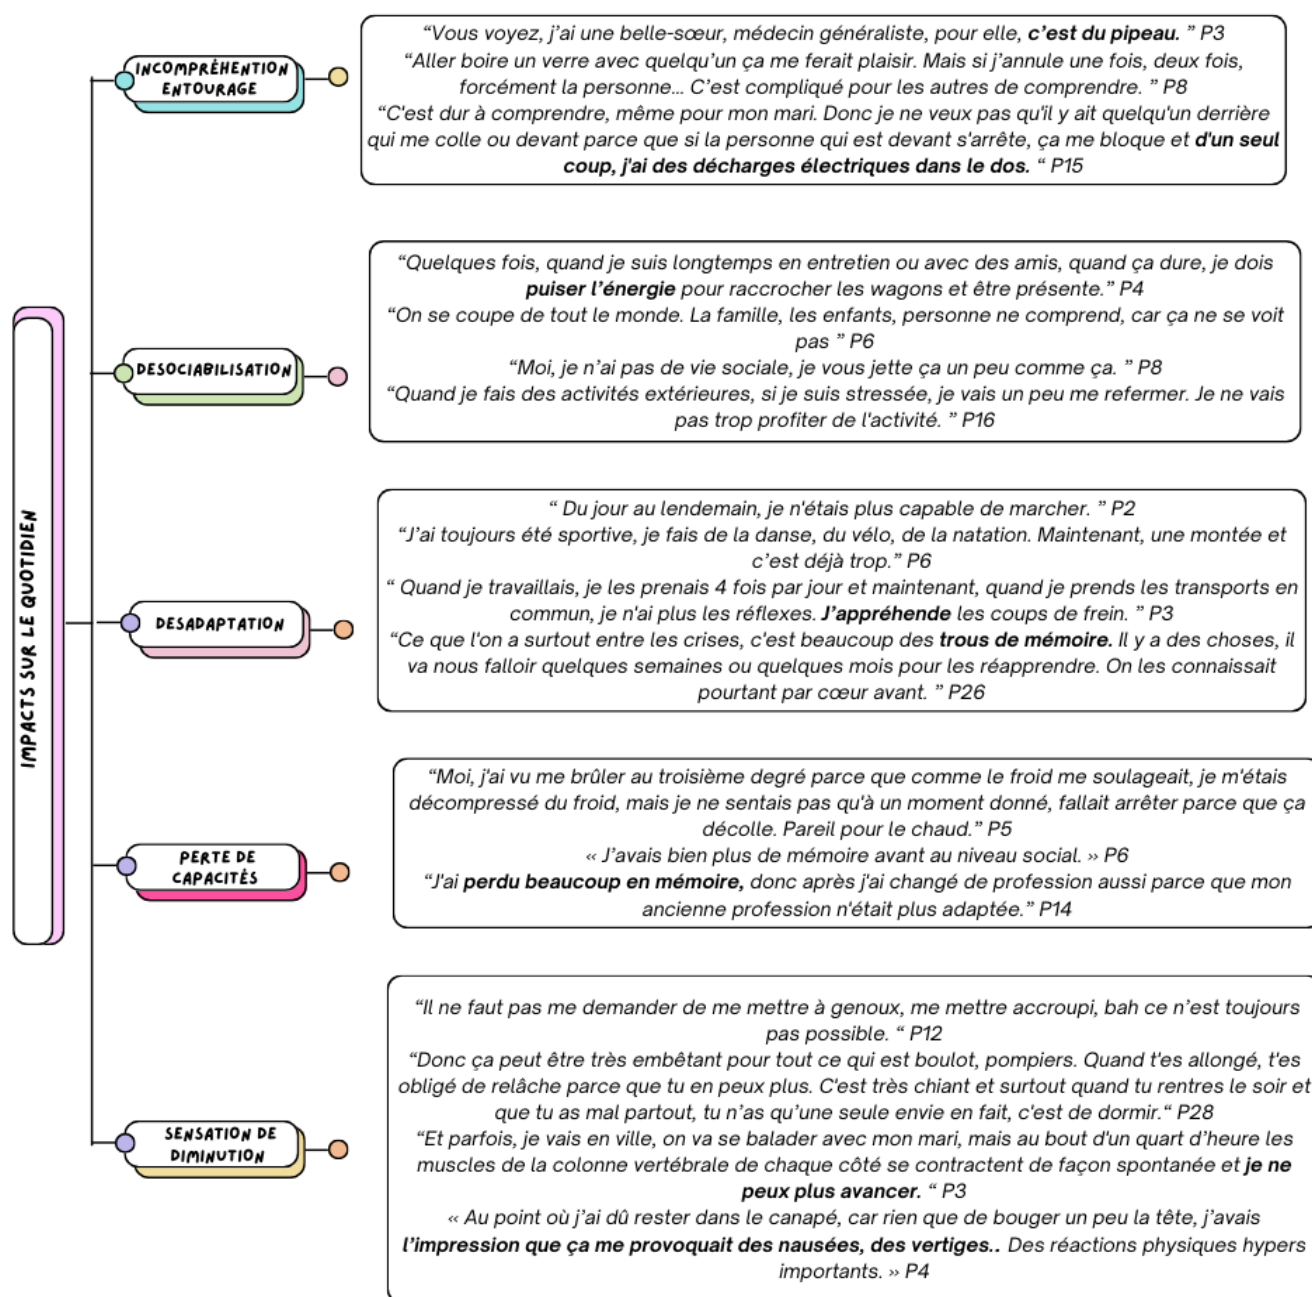 IMPACTS SUR LE QUOTIDIEN
INCOMPRÉHENTION
ENTOURAGE
“Vous voyez, j’ai une belle-sœur, médecin généraliste, pour elle, c’est du pipeau. ” P3
“Aller boire un verre avec quelqu’un ça me ferait plaisir. Mais si j’annule une fois, deux fois,
forcément la personne... C’est compliqué pour les autres de comprendre. ” P8
“C'est dur à comprendre, même pour mon mari. Donc je ne veux pas qu'il y ait quelqu'un derrière
qui me colle ou devant parce que si la personne qui est devant s'arrête, ça me bloque et d'un seul
coup, j'ai des décharges électriques dans le dos. “ P15
DESOCIABILISATION
“Quelques fois, quand je suis longtemps en entretien ou avec des amis, quand ça dure, je dois
puiser l’énergie pour raccrocher les wagons et être présente.” P4
“On se coupe de tout le monde. La famille, les enfants, personne ne comprend, car ça ne se voit
pas ” P6
“Moi, je n’ai pas de vie sociale, je vous jette ça un peu comme ça. ” P8
“Quand je fais des activités extérieures, si je suis stressée, je vais un peu me refermer. Je ne vais
pas trop profiter de l'activité. ” P16
DESADAPTATION
“ Du jour au lendemain, je n'étais plus capable de marcher. ” P2
“J’ai toujours été sportive, je fais de la danse, du vélo, de la natation. Maintenant, une montée et
c’est déjà trop.” P6
“ Quand je travaillais, je les prenais 4 fois par jour et maintenant, quand je prends les transports en
commun, je n'ai plus les réflexes. J’appréhende les coups de frein. ” P3
“Ce que l'on a surtout entre les crises, c'est beaucoup des trous de mémoire. Il y a des choses, il
va nous falloir quelques semaines ou quelques mois pour les réapprendre. On les connaissait
pourtant par cœur avant. ” P26
PERTE DE
CAPACITÉS
“Moi, j'ai vu me brûler au troisième degré parce que comme le froid me soulageait, je m'étais
décompressé du froid, mais je ne sentais pas qu'à un moment donné, fallait arrêter parce que ça
décolle. Pareil pour le chaud.” P5
« J’avais bien plus de mémoire avant au niveau social. » P6
“J'ai perdu beaucoup en mémoire, donc après j'ai changé de profession aussi parce que mon
ancienne profession n'était plus adaptée.” P14
SENSATION DE
DIMINUTION
“Il ne faut pas me demander de me mettre à genoux, me mettre accroupi, bah ce n’est toujours
pas possible. “ P12
“Donc ça peut être très embêtant pour tout ce qui est boulot, pompiers. Quand t'es allongé, t'es
obligé de relâche parce que tu en peux plus. C'est très chiant et surtout quand tu rentres le soir et
que tu as mal partout, tu n’as qu’une seule envie en fait, c'est de dormir.“ P28
“Et parfois, je vais en ville, on va se balader avec mon mari, mais au bout d'un quart d’heure les
muscles de la colonne vertébrale de chaque côté se contractent de façon spontanée et je ne
peux plus avancer. “ P3
« Au point où j’ai dû rester dans le canapé, car rien que de bouger un peu la tête, j’avais
l’impression que ça me provoquait des nausées, des vertiges.. Des réactions physiques hypers
importants. » P4